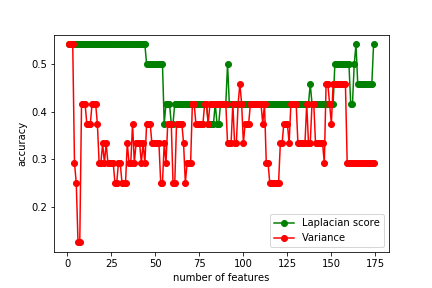 0.5
0.4
0.3
0.2
accuracy
0 25 50 75 100 125 150 175
number of features
Laplacian score
Variance